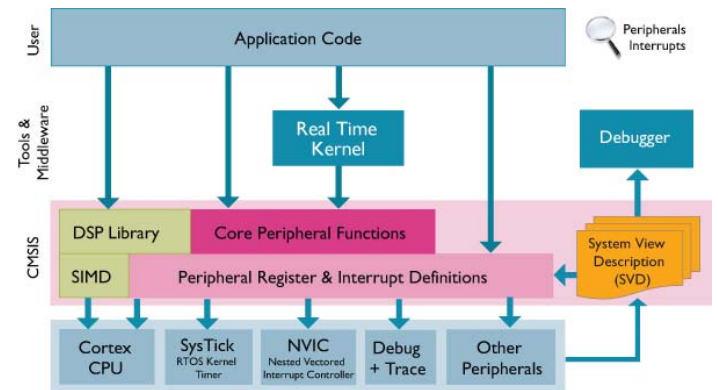 User
Application Code
Peripherals
Interrupts
Tools &
Middleware
Real Time
Kernel
Debugger
CMSIS
DSP Library
Core Peripheral Functions
SIMD
Peripheral Register & Interrupt Definitions
System View
Description
(SVD)
Cortex
CPU
SysTick
RTOS Kernel
Timer
NVIC
Nested Vectored
Interrupt Controller
Debug
+ Trace
Other
Peripherals